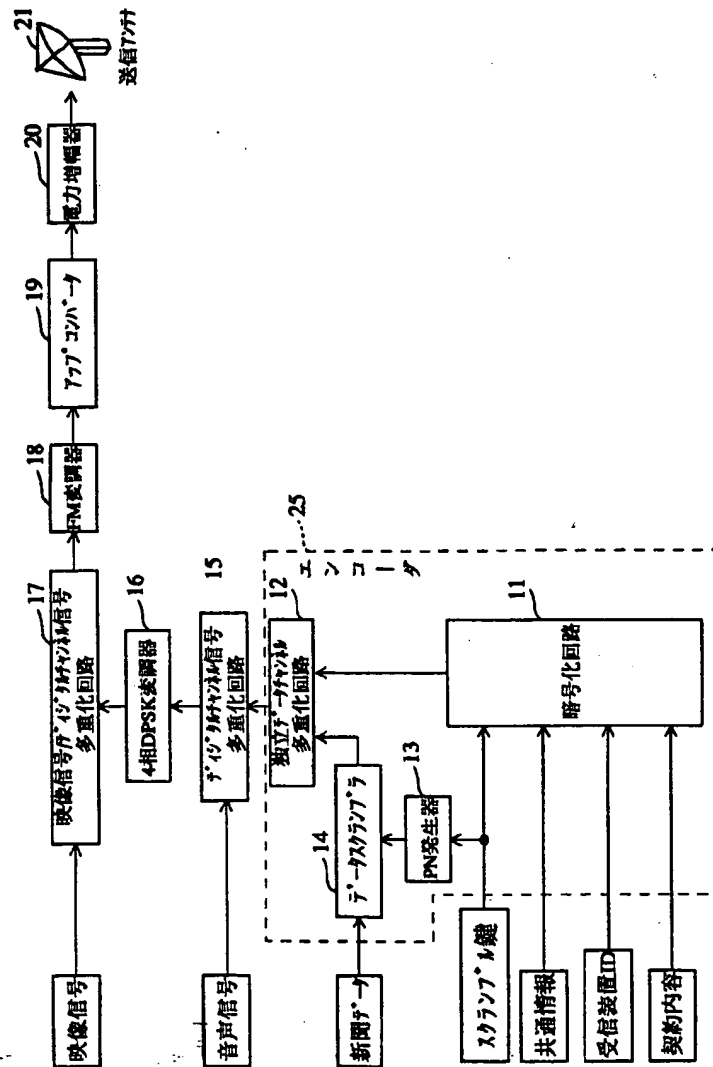 映像信号
映像信号/ディジタルチャンネル信号
多重化回路
17
FM変調器
18
アップコンバータ
19
電力増幅器
20
21
送信アンテナ
4相DPSK変調器
16
音声信号
ディジタルチャンネル信号
多重化回路
15
エンコーダ
25
独立データチャンネル
多重化回路
12
新聞データ
データスクランブラ
14
PN発生器
13
暗号化回路
11
スクランブル鍵
共通情報
受信装置ID
契約内容